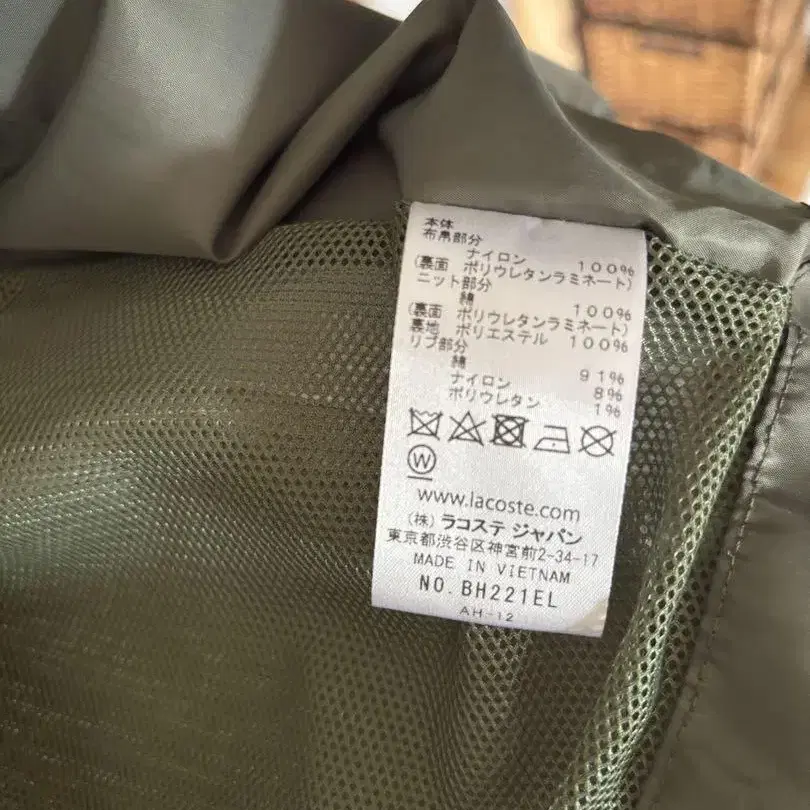 本体
布帛部分
ナイロン 100%
(裏面 ポリウレタンラミネート)
ニット部分
綿 100%
(裏面 ポリウレタンラミネート)
裏地 ポリエステル 100%
リブ部分
綿 91%
ナイロン 8%
ポリウレタン 1%
W
www.lacoste.com
(株) ラコステ ジャパン
東京都渋谷区神宮前2-34-17
MADE IN VIETNAM
NO.BH221EL
AH-12